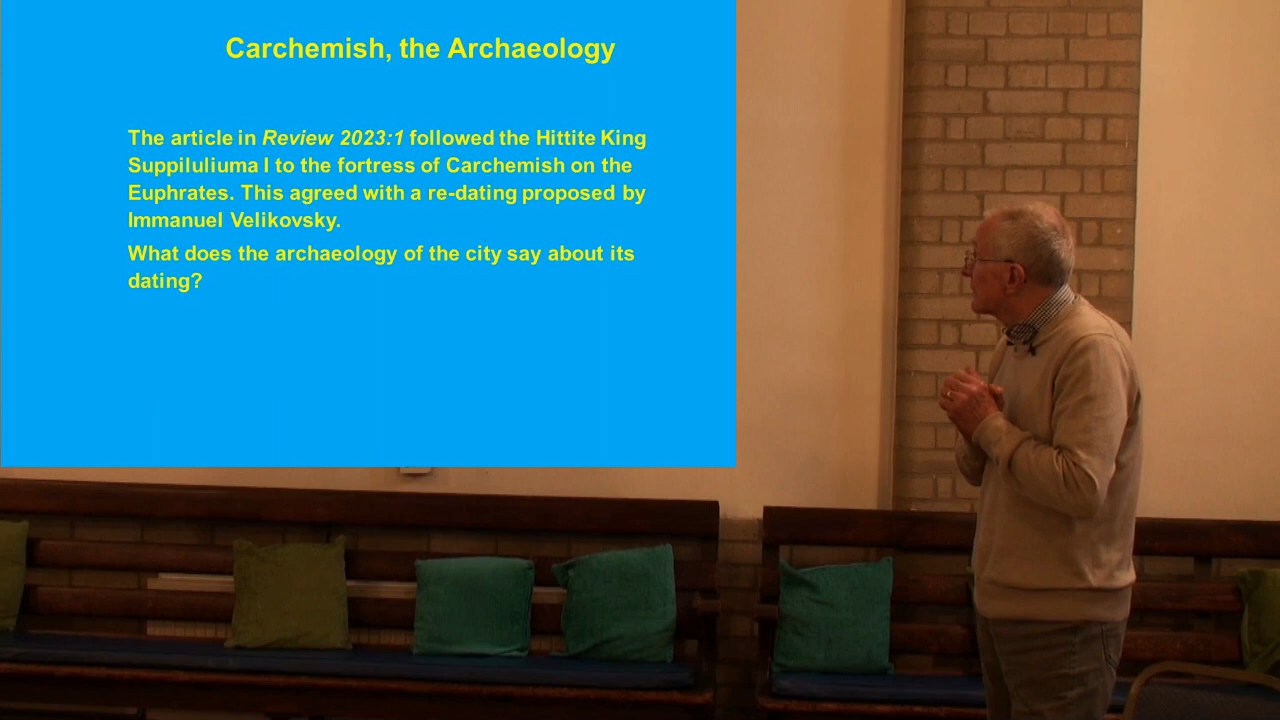 Carchemish, the Archaeology
The article in Review 2023:1 followed the Hittite King
Suppiluliuma I to the fortress of Carchemish on the
Euphrates. This agreed with a re-dating proposed by
Immanuel Velikovsky.
What does the archaeology of the city say about its
dating?